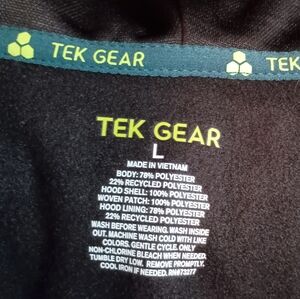 TEK GEAR
TEK
TEK GEAR
L
MADE IN VIETNAM
BODY: 78% POLYESTER
22% RECYCLED POLYESTER
HOOD SHELL: 100% POLYESTER
WOVEN PATCH: 100% POLYESTER
HOOD LINING: 78% POLYESTER
22% RECYCLED POLYESTER
WASH BEFORE WEARING. WASH INSIDE
OUT. MACHINE WASH COLD WITH LIKE
COLORS. GENTLE CYCLE. ONLY
NON-CHLORINE BLEACH WHEN NEEDED.
TUMBLE DRY LOW. REMOVE PROMPTLY.
COOL IRON IF NEEDED. RN#73277